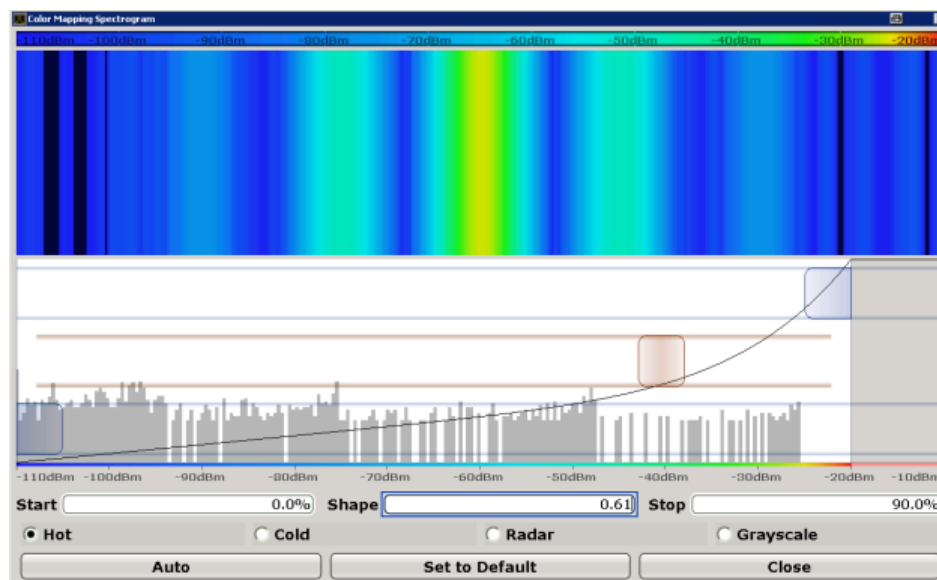 Color Mapping Spectrogram
-110dBm -100dBm -90dBm -80dBm -70dBm -60dBm -50dBm -40dBm -30dBm -20dBm
-110dBm -100dBm -90dBm -80dBm -70dBm -60dBm -50dBm -40dBm -30dBm -20dBm -10dBm
Start 0.0% Shape 0.61 Stop 90.0%
Hot Cold Radar Grayscale
Auto Set to Default Close